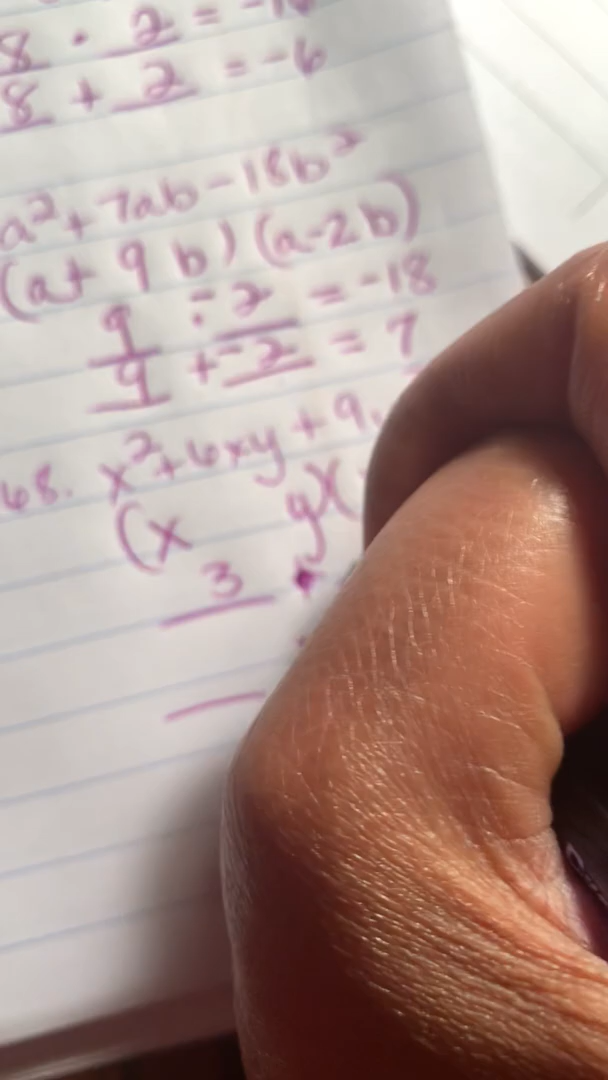 8 · 2 = -16
8 + 2 = -6
a²+7ab-18b²
(a+9b)(a-2b)
9 · -2 = -18
9 + -2 = 7
68. x²+6xy+9
(x y)(
3 ·